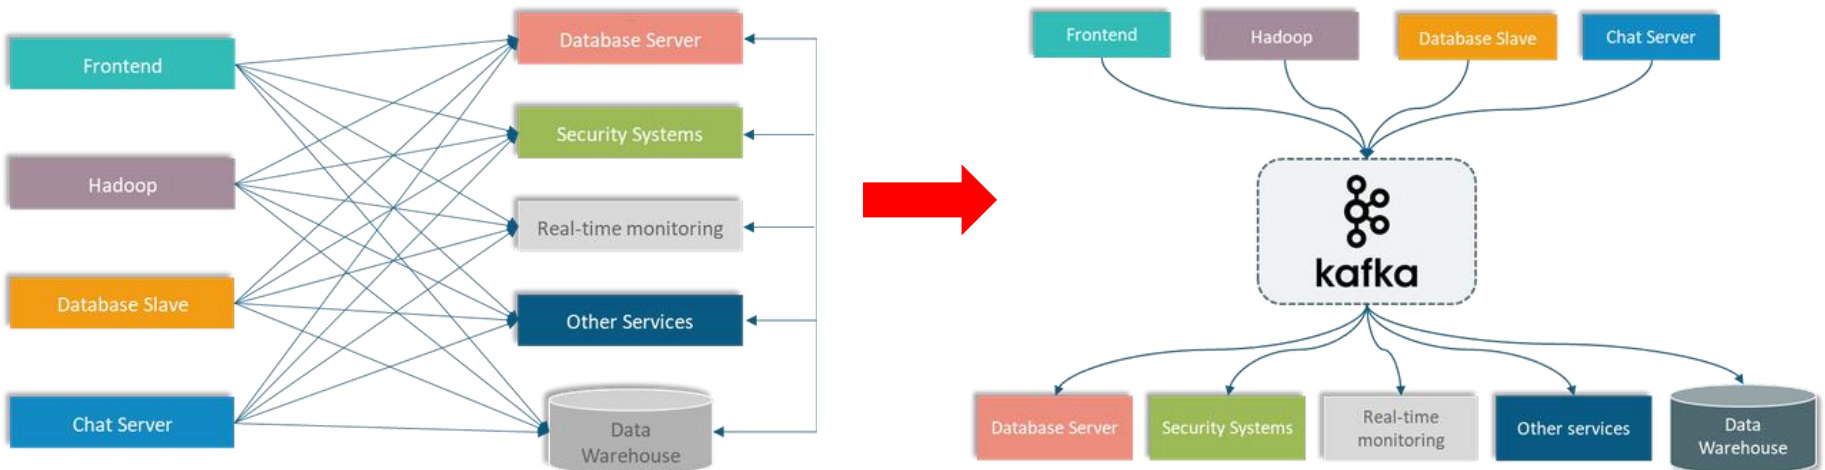 Frontend
Hadoop
Database Slave
Chat Server
Database Server
Security Systems
Real-time monitoring
Other Services
Data
Warehouse
Frontend
Hadoop
Database Slave
Chat Server
kafka
Database Server
Security Systems
Real-time
monitoring
Other services
Data
Warehouse